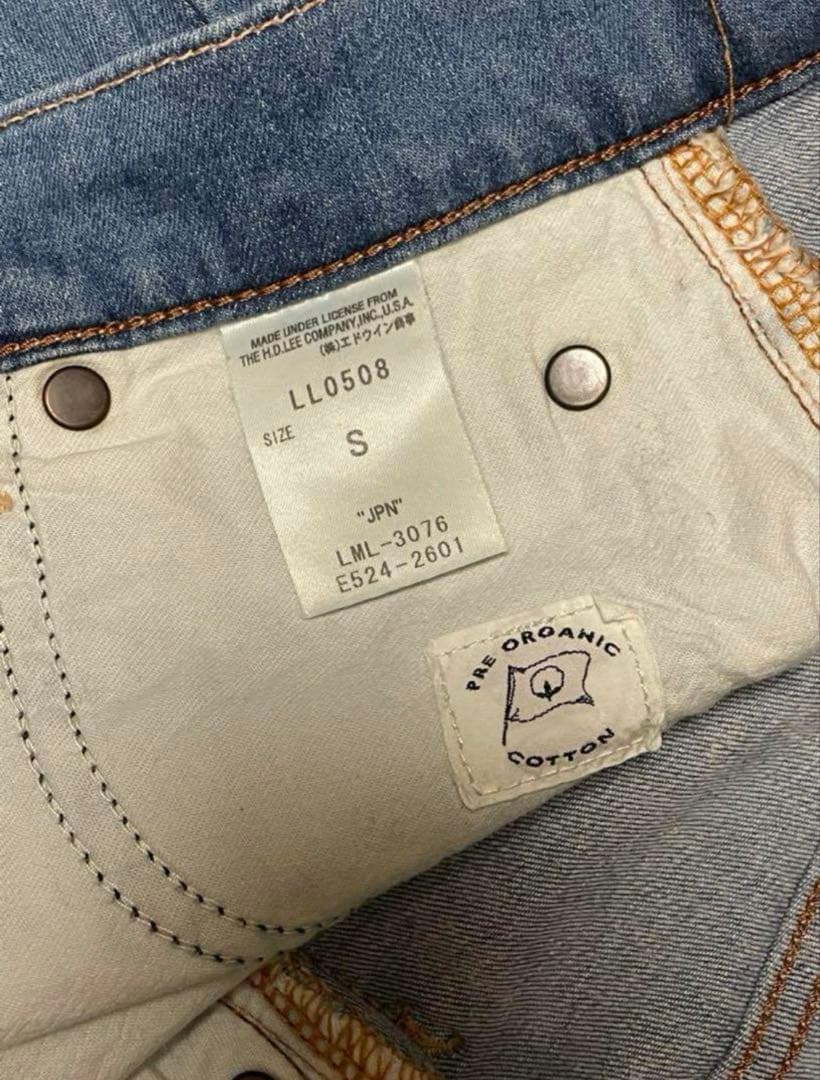 MADE UNDER LICENSE FROM
THE H.D.LEE COMPANY,INC.,U.S.A.
(株)エドウイン商事
LL0508
SIZE S
"JPN"
LML-3076
E524-2601
PRE ORGANIC
COTTON